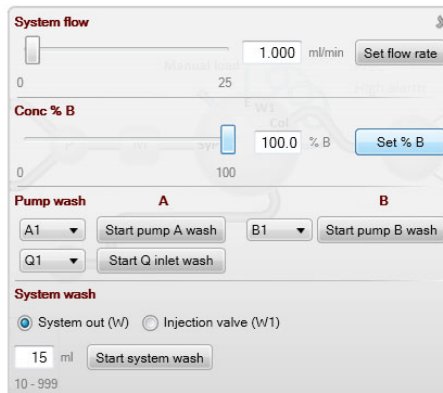 System flow
1.000 ml/min Set flow rate
0 25
Conc % B
100.0 % B Set % B
0 100
Pump wash A B
A1 Start pump A wash B1 Start pump B wash
Q1 Start Q inlet wash
System wash
System out (W) Injection valve (W1)
15 ml Start system wash
10 - 999